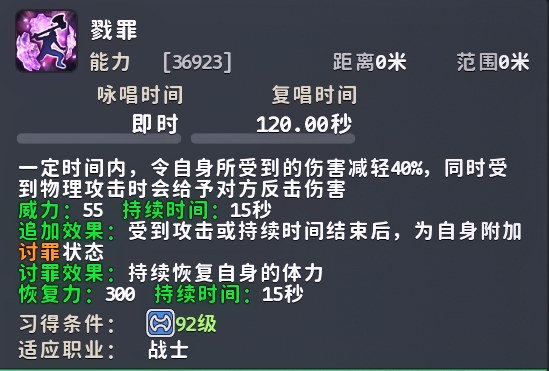 戮罪
能力 [36923] 距离0米 范围0米
咏唱时间 复唱时间
即时 120.00秒
一定时间内，令自身所受到的伤害减轻40%，同时受
到物理攻击时会给予对方反击伤害
威力：55 持续时间：15秒
追加效果：受到攻击或持续时间结束后，为自身附加
讨罪状态
讨罪效果：持续恢复自身的体力
恢复力：300 持续时间：15秒
习得条件： 92级
适应职业： 战士